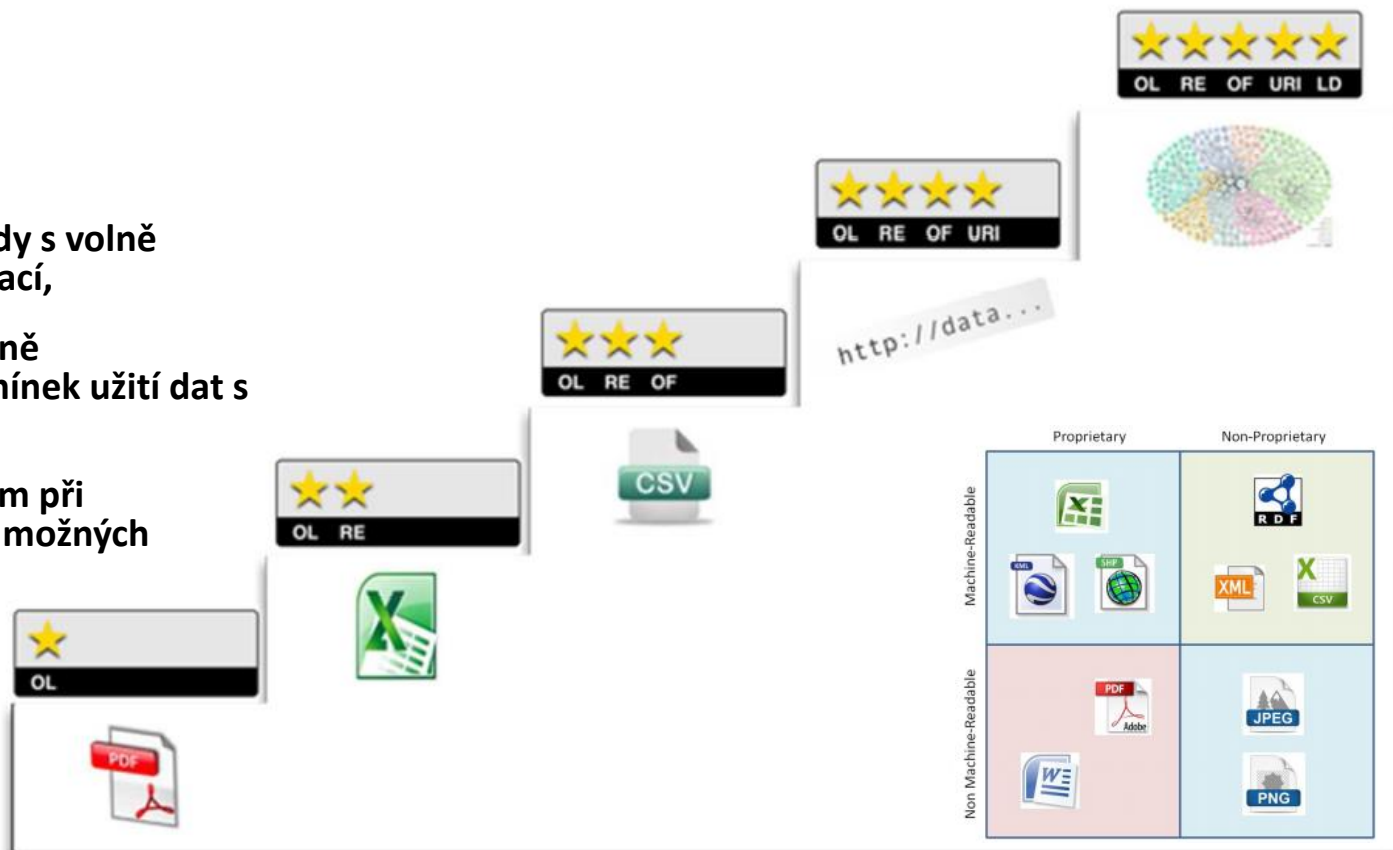 OL RE OF URI LD
OL RE OF URI
dy s volně
ací,
http://data...
OL RE OF
ně
mínek užití dat s
Proprietary Non-Proprietary
CSV
m při
možných
OL RE
Machine-Readable
RDF
KML SHP
XML
X
CSV
X
OL
Non Machine-Readable
PDF
Adobe
JPEG
PDF
W
PNG